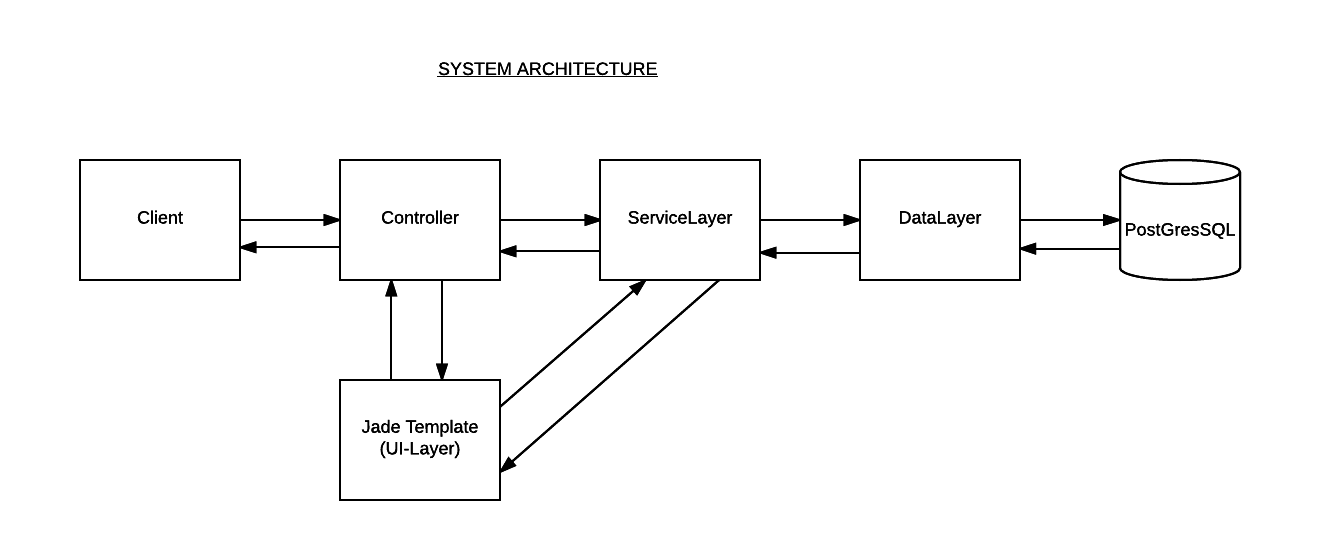 SYSTEM ARCHITECTURE
Client
Controller
ServiceLayer
DataLayer
PostGresSQL
Jade Template
(UI-Layer)